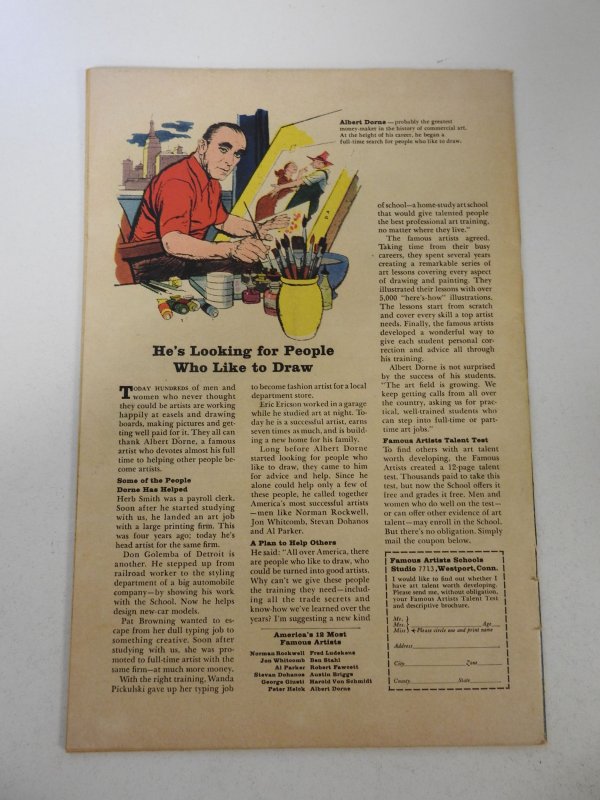 Albert Dorne — probably the greatest
money-maker in the history of commercial art.
At the height of his career, he began a
full-time search for people who like to draw.
He's Looking for People
Who Like to Draw
TODAY HUNDREDS of men and
women who never thought
they could be artists are working
happily at easels and drawing
boards, making pictures and get-
ting well paid for it. They all can
thank Albert Dorne, a famous
artist who devotes almost his full
time to helping other people be-
come artists.
Some of the People
Dorne Has Helped
Herb Smith was a payroll clerk.
Soon after he started studying
with us, he landed an art job
with a large printing firm. This
was four years ago; today he's
head artist for the same firm.
Don Golemba of Detroit is
another. He stepped up from
railroad worker to the styling
department of a big automobile
company—by showing his work
with the School. Now he helps
design new-car models.
Pat Browning wanted to es-
cape from her dull typing job to
something creative. Soon after
studying with us, she was pro-
moted to full-time artist with the
same firm—at much more money.
With the right training, Wanda
Pickulski gave up her typing job
to become fashion artist for a local
department store.
Eric Ericson worked in a garage
while he studied art at night. To-
day he is a successful artist, earns
seven times as much, and is build-
ing a new home for his family.
Long before Albert Dorne
started looking for people who
like to draw, they came to him
for advice and help. Since he
alone could help only a few of
these people, he called together
America's most successful artists
—men like Norman Rockwell,
Jon Whitcomb, Stevan Dohanos
and Al Parker.
A Plan to Help Others
He said: "All over America, there
are people who like to draw, who
could be turned into good artists.
Why can't we give these people
the training they need—includ-
ing all the trade secrets and
know-how we've learned over the
years? I'm suggesting a new kind
America's 12 Most
Famous Artists
Norman Rockwell Fred Ludekens
Jon Whitcomb Ben Stahl
Al Parker Robert Fawcett
Stevan Dohanos Austin Briggs
George Giusti Harold Von Schmidt
Peter Helck Albert Dorne
of school—a home-study art school
that would give talented people
the best professional art training,
no matter where they live."
The famous artists agreed.
Taking time from their busy
careers, they spent several years
creating a remarkable series of
art lessons covering every aspect
of drawing and painting. They
illustrated their lessons with over
5,000 "here's-how" illustrations.
The lessons start from scratch
and cover every skill a top artist
needs. Finally, the famous artists
developed a wonderful way to
give each student personal cor-
rection and advice all through
his training.
Albert Dorne is not surprised
by the success of his students.
"The art field is growing. We
keep getting calls from all over
the country, asking us for prac-
tical, well-trained students who
can step into full-time or part-
time art jobs."
Famous Artists Talent Test
To find others with art talent
worth developing, the Famous
Artists created a 12-page talent
test. Thousands paid to take this
test, but now the School offers it
free and grades it free. Men and
women who do well on the test—
or can offer other evidence of art
talent—may enroll in the School.
But there's no obligation. Simply
mail the coupon below.
Famous Artists Schools
Studio 7713, Westport, Conn.
I would like to find out whether I
have art talent worth developing.
Please send me, without obligation,
your Famous Artists Talent Test
and descriptive brochure.
Mr.
Mrs. Age
Miss Please circle one and print name
Address
City Zone
County State